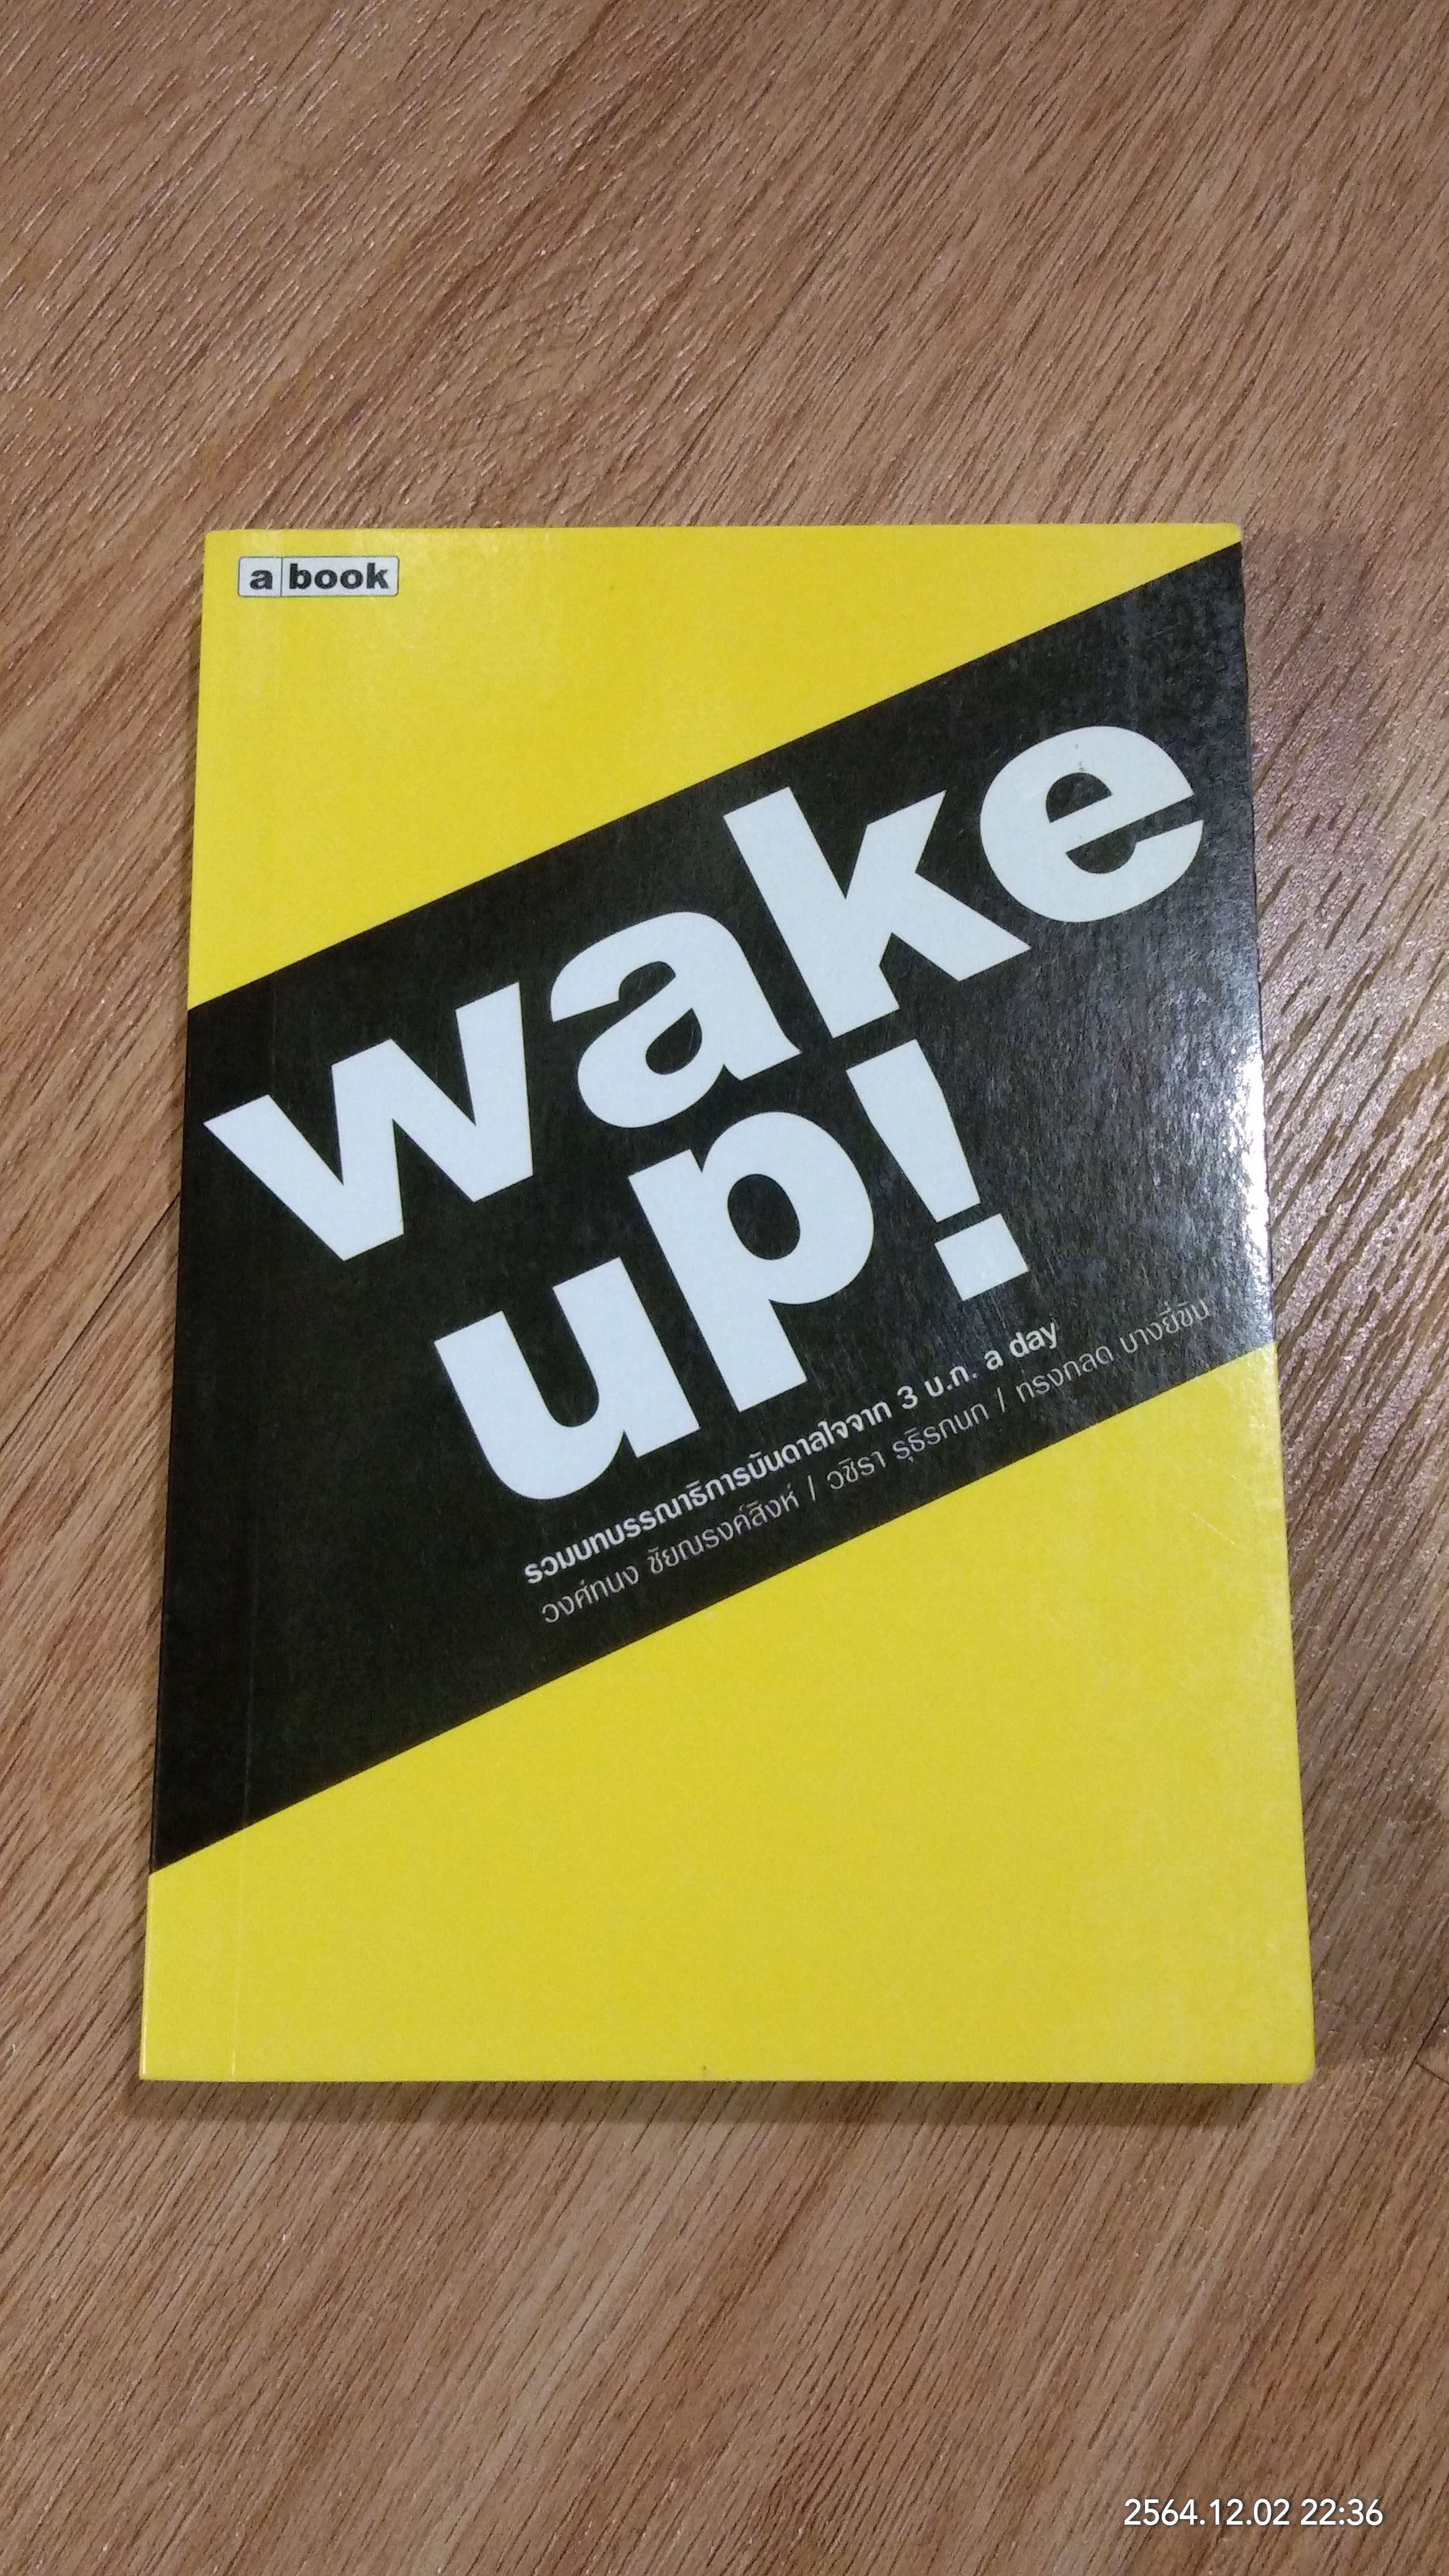 a book
wake
up!
รวมบทบรรณาธิการบันดาลใจจาก 3 บ.ก. a day
วงศ์ทนง ชัยณรงค์สิงห์ / วชิรา รุธิรกนก / ทรงกลด บางยี่ขัน
2564.12.02 22:36